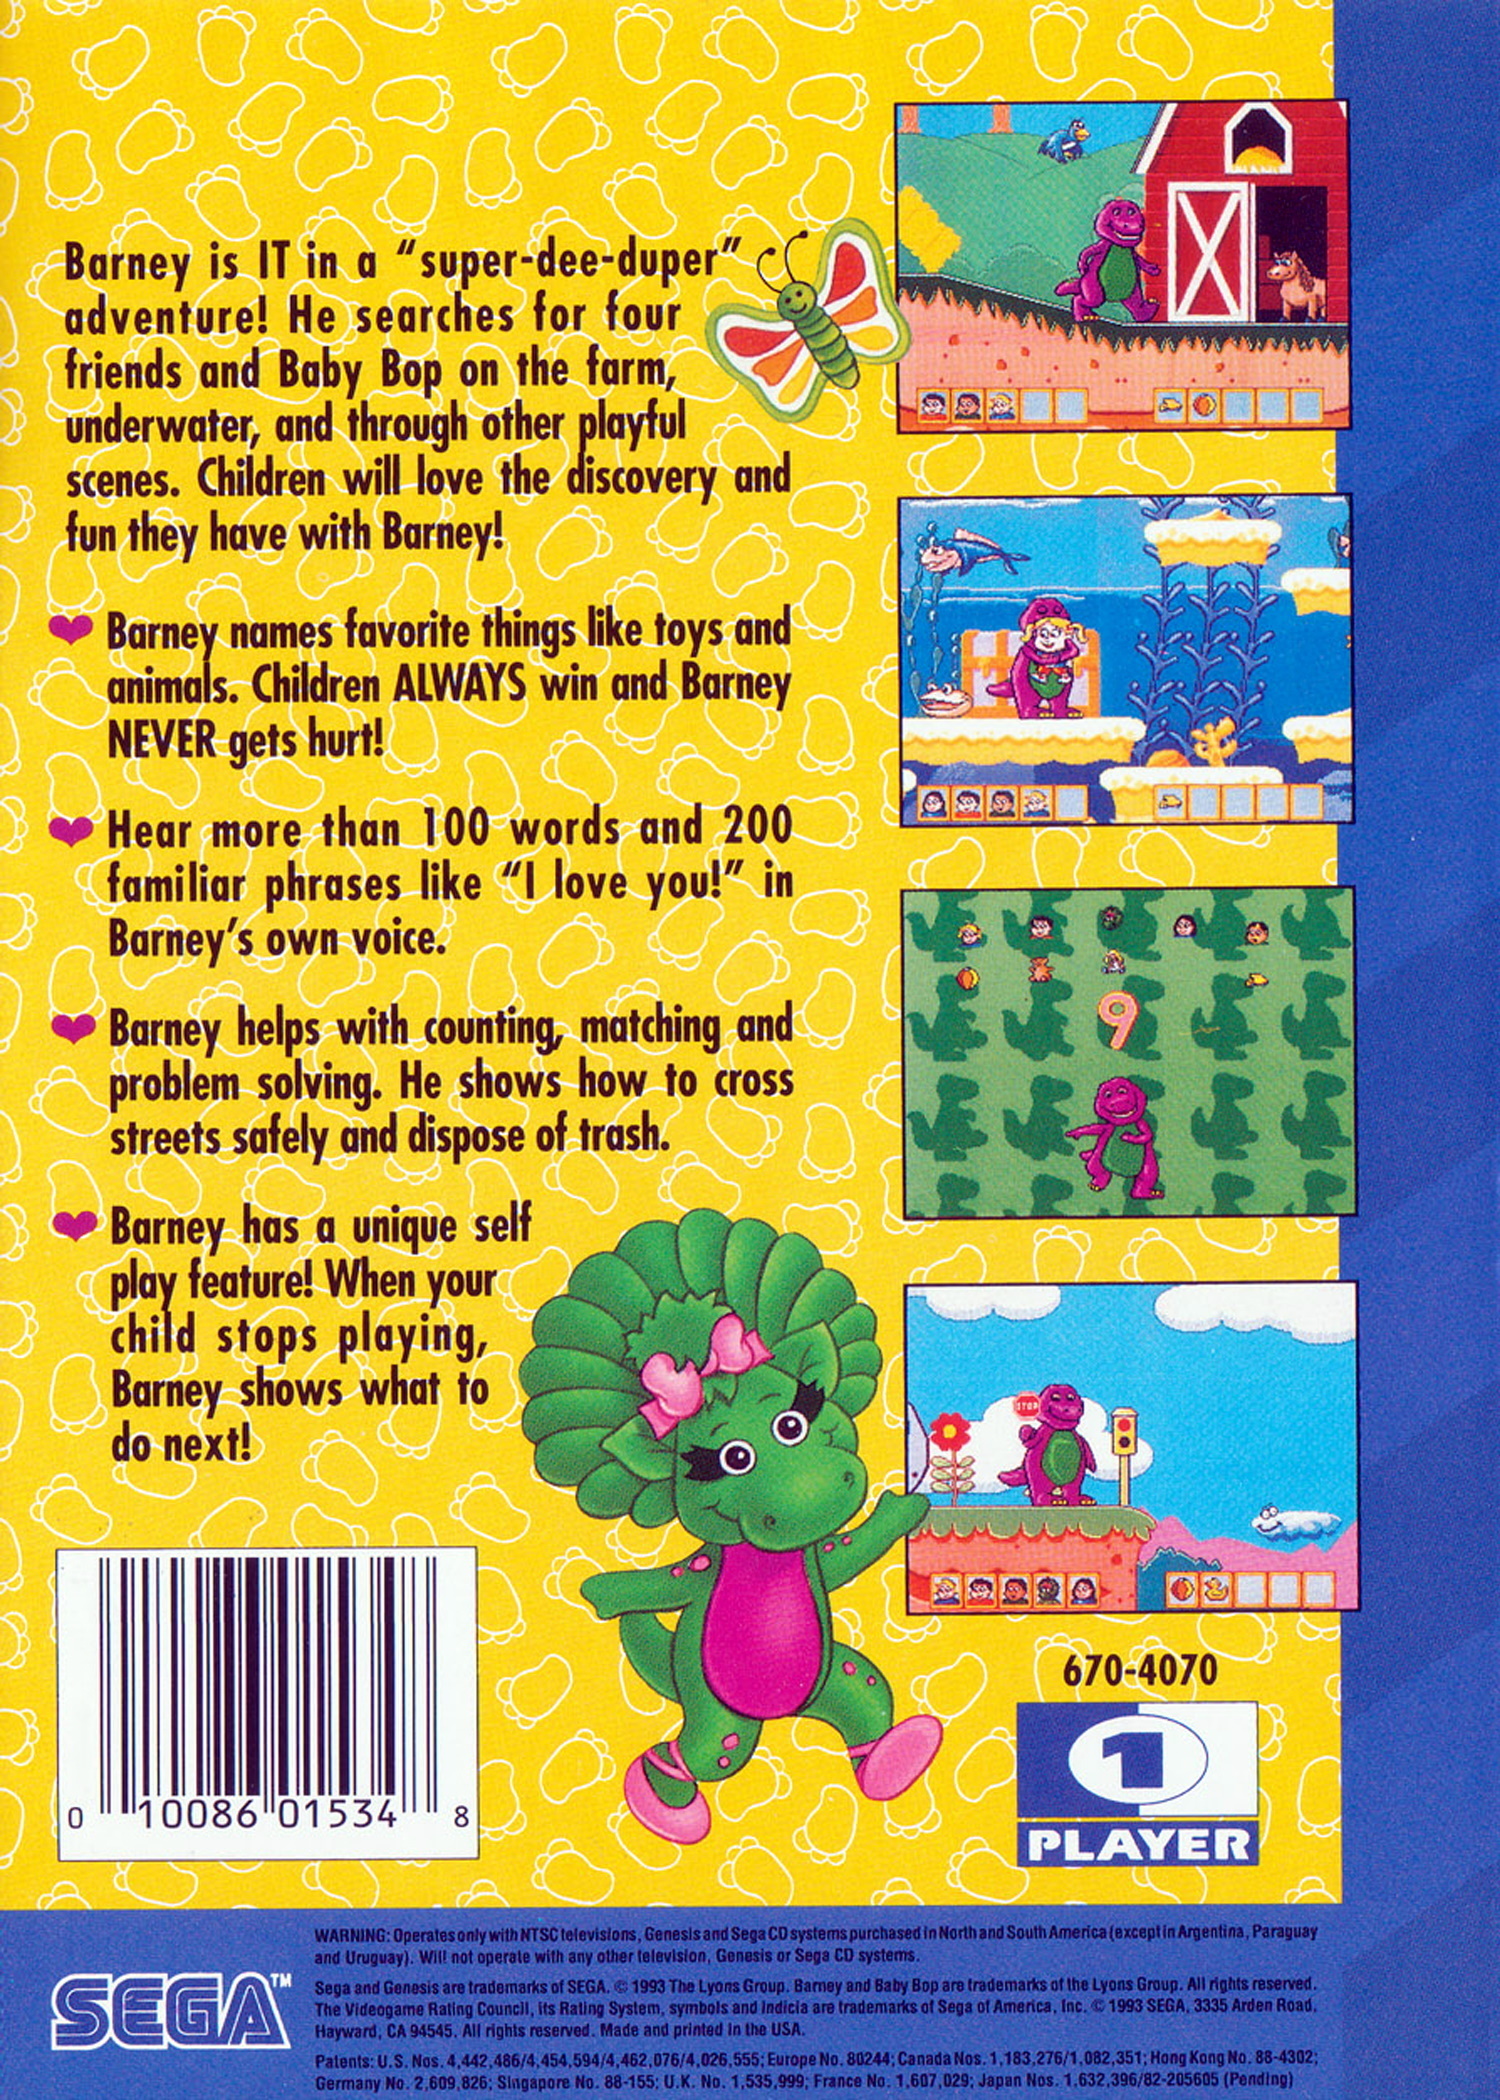 Barney is IT in a “super-dee-duper”
adventure! He searches for four
friends and Baby Bop on the farm,
underwater, and through other playful
scenes. Children will love the discovery and
fun they have with Barney!
Barney names favorite things like toys and
animals. Children ALWAYS win and Barney
NEVER gets hurt!
Hear more than 100 words and 200
familiar phrases like “I love you!” in
Barney’s own voice.
Barney helps with counting, matching and
problem solving. He shows how to cross
streets safely and dispose of trash.
Barney has a unique self
play feature! When your
child stops playing,
Barney shows what to
do next!
9
STOP
670-4070
1
PLAYER
0 10086 01534 8
SEGA™
WARNING: Operates only with NTSC televisions, Genesis and Sega CD systems purchased in North and South America (except in Argentina, Paraguay
and Uruguay). Will not operate with any other television, Genesis or Sega CD systems.
Sega and Genesis are trademarks of SEGA. © 1993 The Lyons Group. Barney and Baby Bop are trademarks of the Lyons Group. All rights reserved.
The Videogame Rating Council, its Rating System, symbols and indicia are trademarks of Sega of America, Inc. © 1993 SEGA, 3335 Arden Road,
Hayward, CA 94545. All rights reserved. Made and printed in the USA.
Patents: U.S. Nos. 4,442,486/4,454,594/4,462,076/4,026,555; Europe No. 80244; Canada Nos. 1,183,276/1,082,351; Hong Kong No. 88-4302;
Germany No. 2,609,826; Singapore No. 88-155; U.K. No. 1,535,999; France No. 1,607,029; Japan Nos. 1,632,396/82-205605 (Pending)